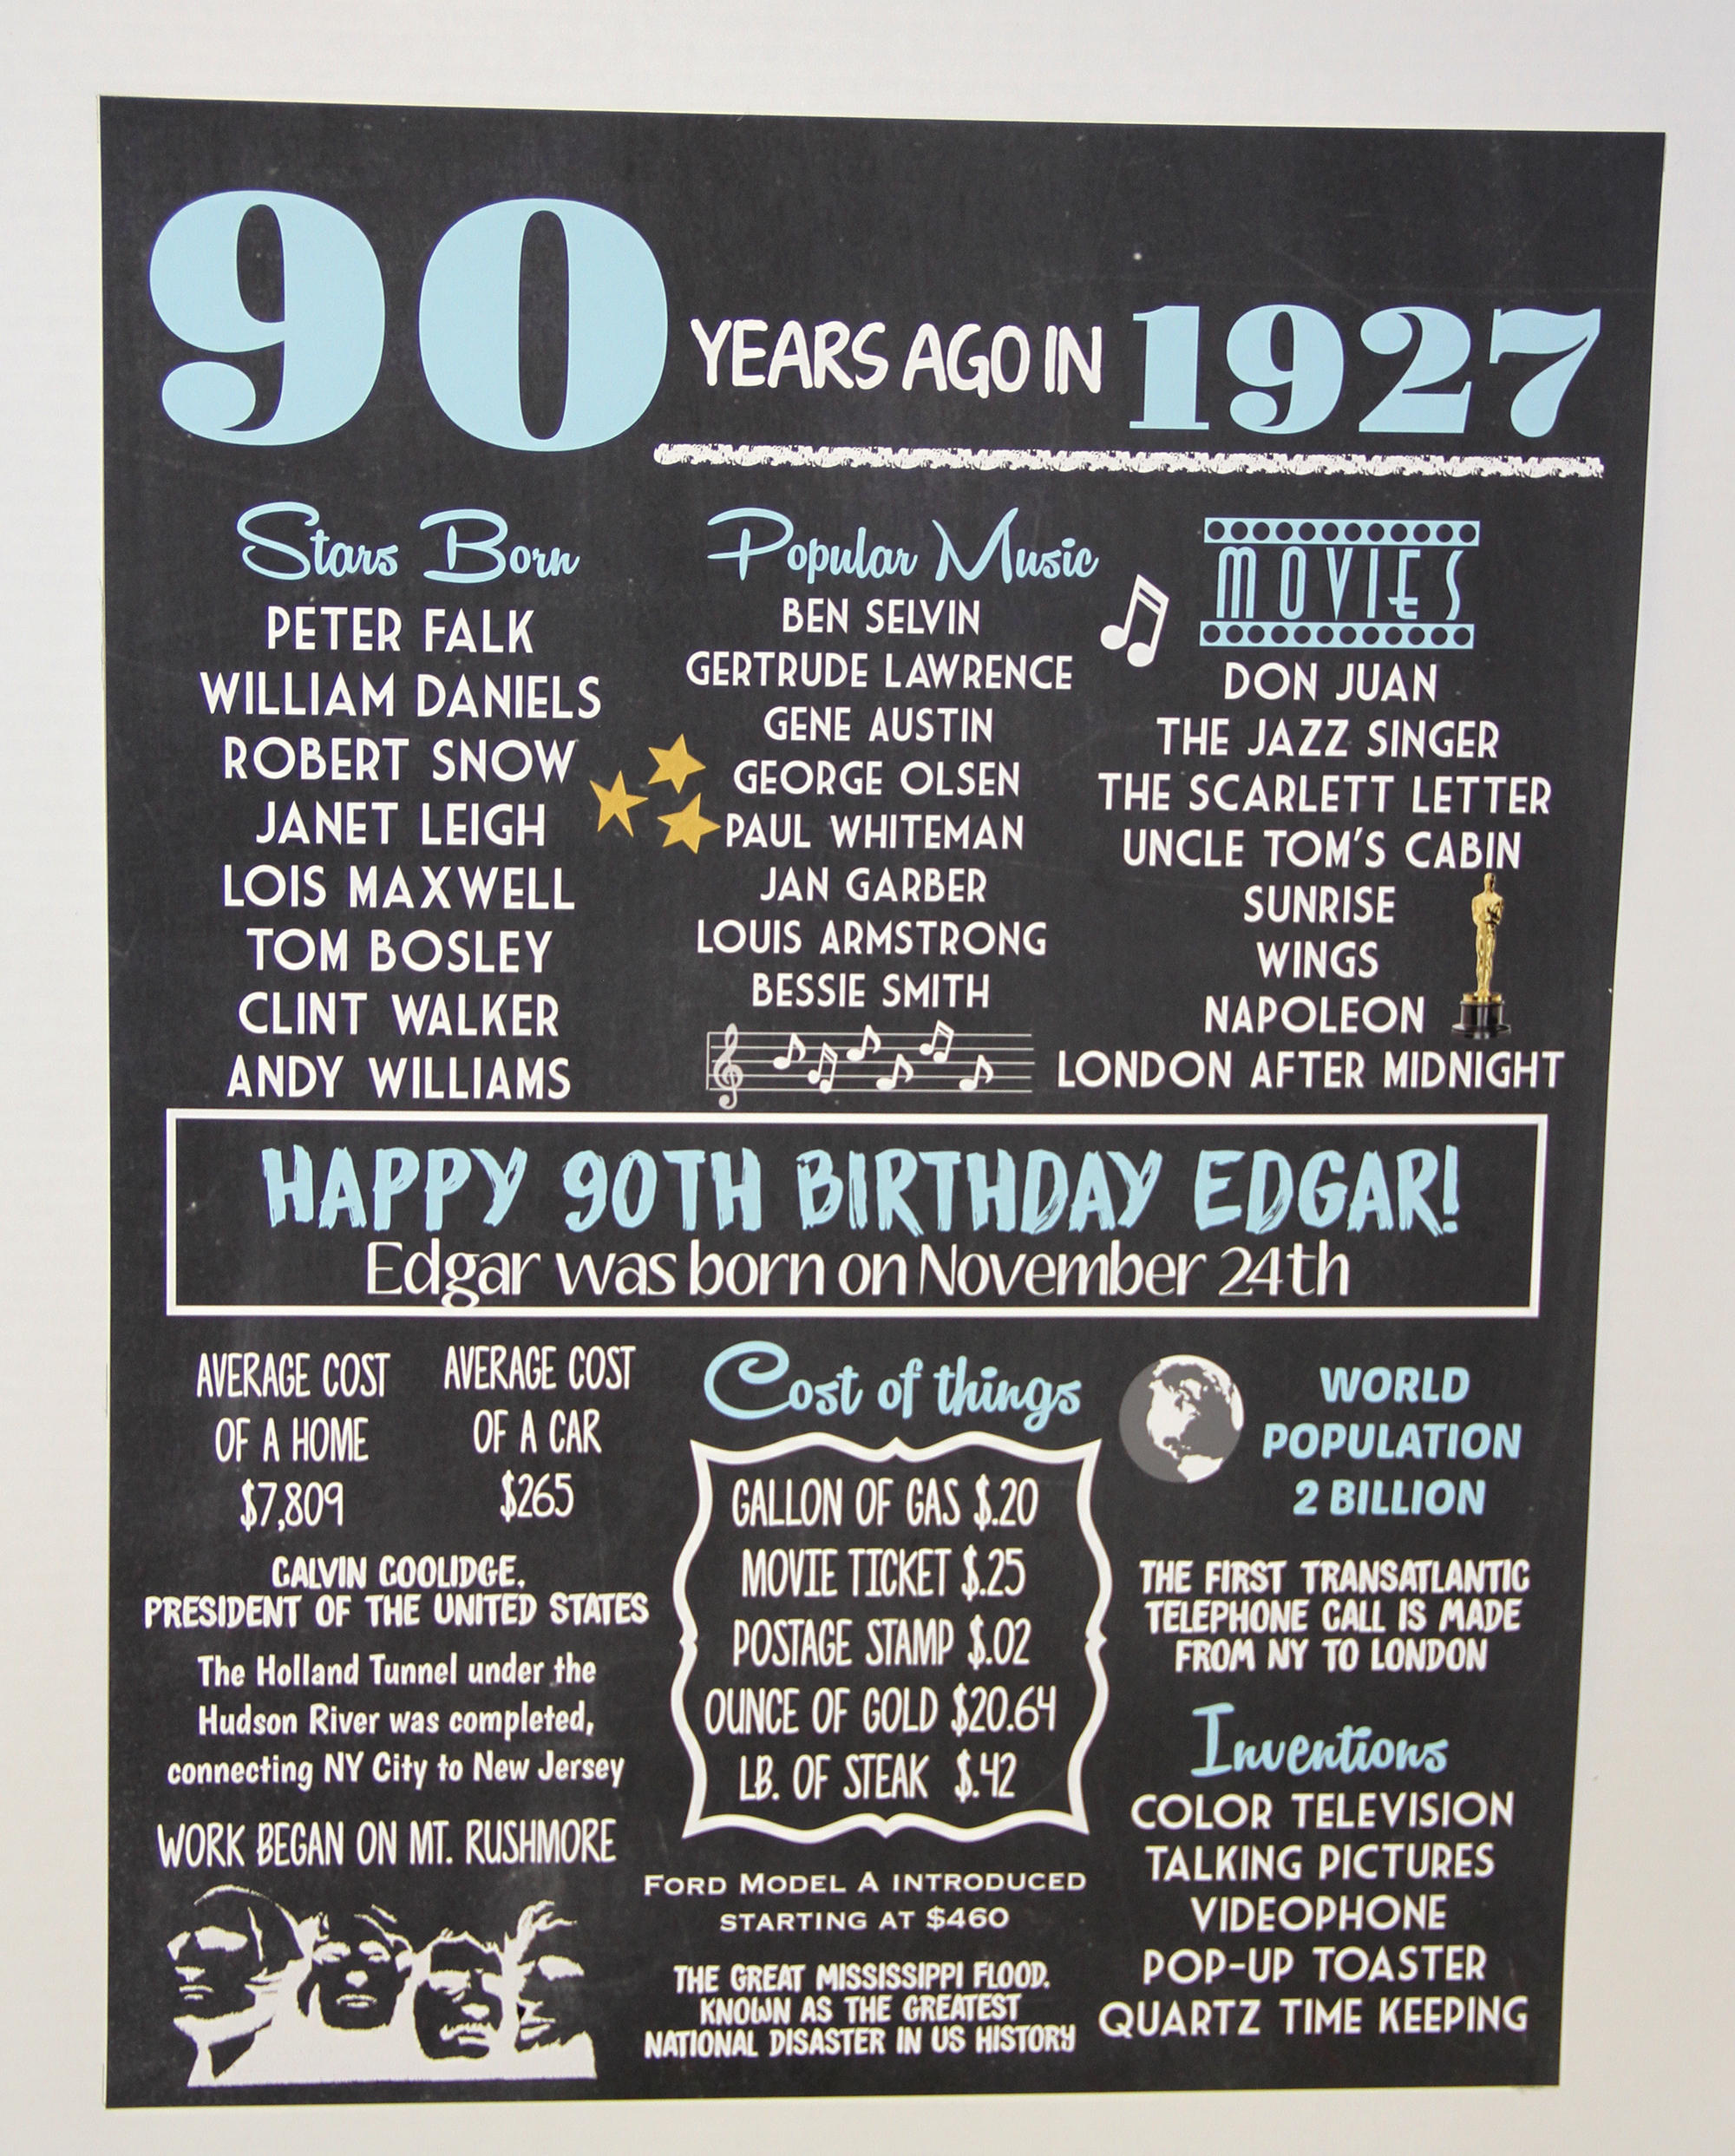 90 YEARS AGO IN 1927
Stars Born
PETER FALK
WILLIAM DANIELS
ROBERT SNOW
JANET LEIGH
LOIS MAXWELL
TOM BOSLEY
CLINT WALKER
ANDY WILLIAMS
Popular Music
BEN SELVIN
GERTRUDE LAWRENCE
GENE AUSTIN
GEORGE OLSEN
PAUL WHITEMAN
JAN GARBER
LOUIS ARMSTRONG
BESSIE SMITH
MOVIES
DON JUAN
THE JAZZ SINGER
THE SCARLETT LETTER
UNCLE TOM'S CABIN
SUNRISE
WINGS
NAPOLEON
LONDON AFTER MIDNIGHT
HAPPY 90TH BIRTHDAY EDGAR!
Edgar was born on November 24th
AVERAGE COST
OF A HOME
$7,809
AVERAGE COST
OF A CAR
$265
CALVIN COOLIDGE,
PRESIDENT OF THE UNITED STATES
The Holland Tunnel under the
Hudson River was completed,
connecting NY City to New Jersey
WORK BEGAN ON MT. RUSHMORE
Cost of things
GALLON OF GAS $.20
MOVIE TICKET $.25
POSTAGE STAMP $.02
OUNCE OF GOLD $20.64
LB. OF STEAK $.42
FORD MODEL A INTRODUCED
STARTING AT $460
THE GREAT MISSISSIPPI FLOOD,
KNOWN AS THE GREATEST
NATIONAL DISASTER IN US HISTORY
WORLD
POPULATION
2 BILLION
THE FIRST TRANSATLANTIC
TELEPHONE CALL IS MADE
FROM NY TO LONDON
Inventions
COLOR TELEVISION
TALKING PICTURES
VIDEOPHONE
POP-UP TOASTER
QUARTZ TIME KEEPING